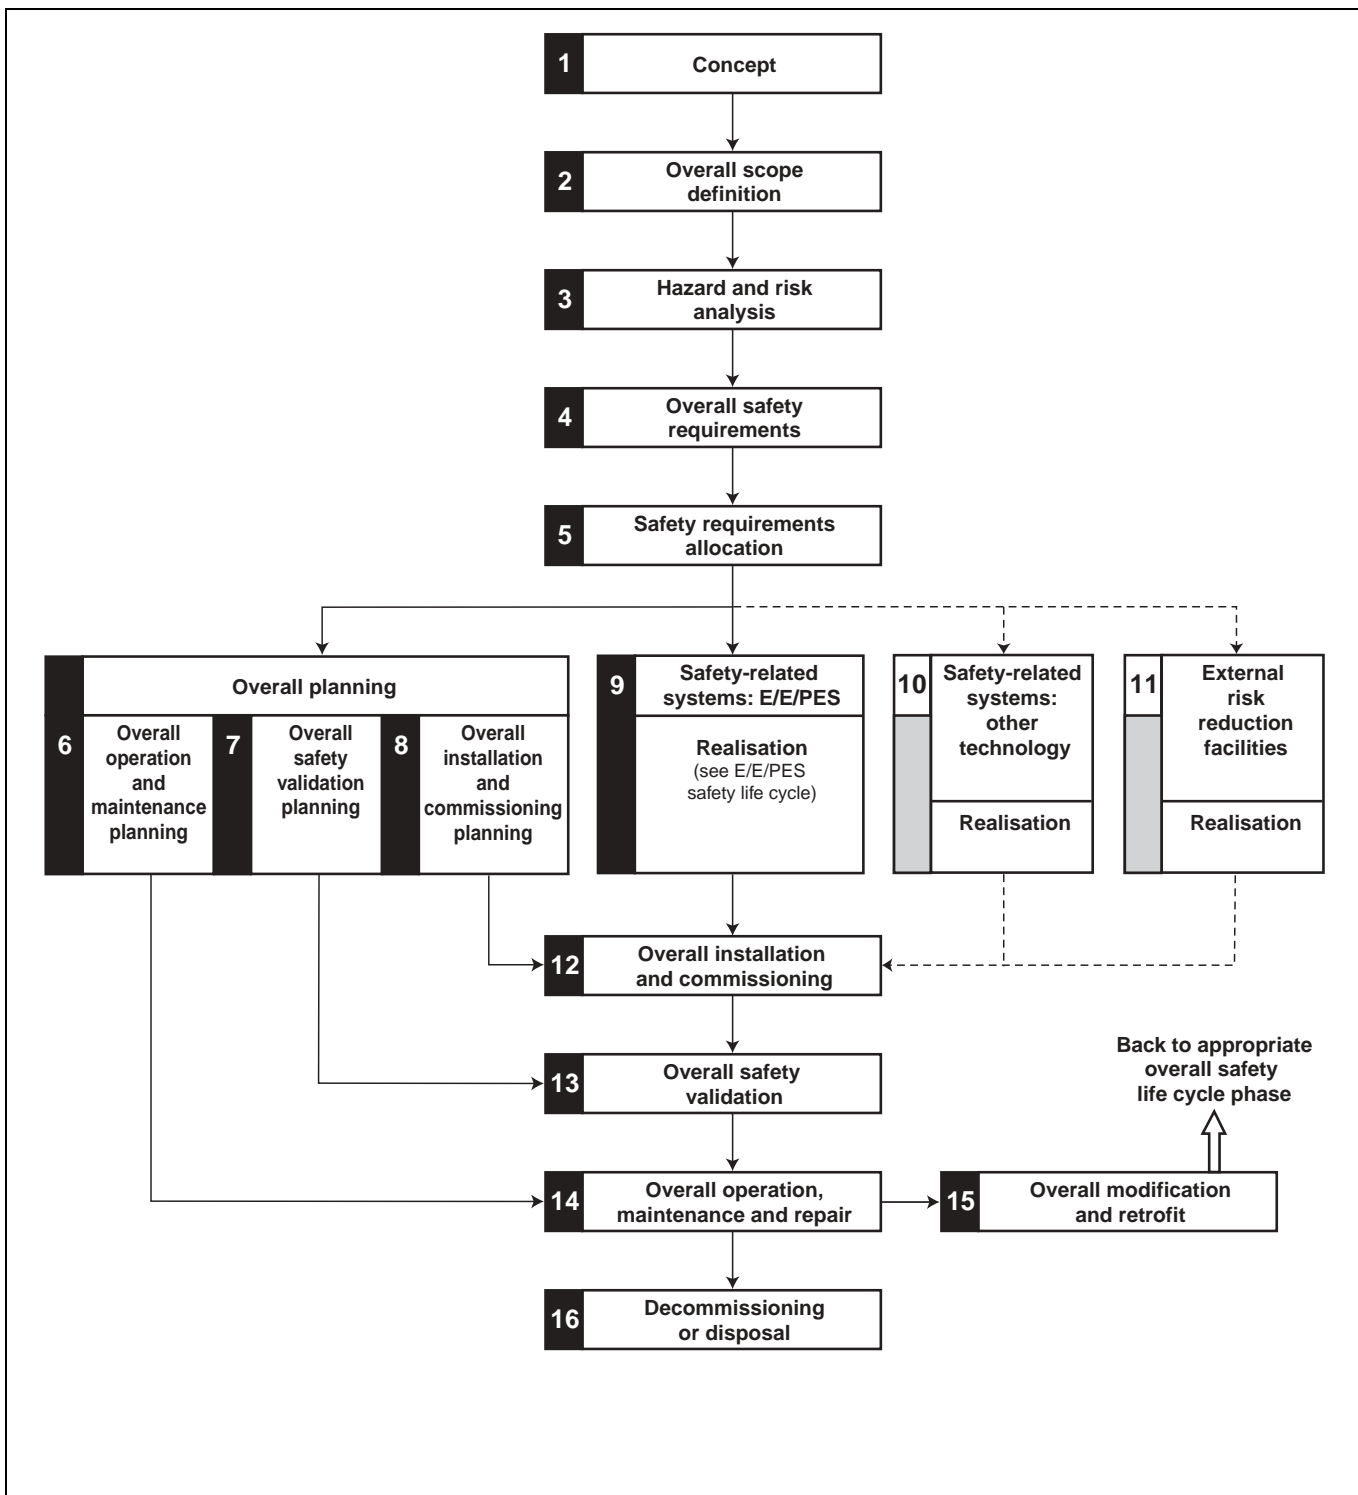 1
Concept
2
Overall scope
definition
3
Hazard and risk
analysis
4
Overall safety
requirements
5
Safety requirements
allocation
Overall planning
6
Overall
operation
and
maintenance
planning
7
Overall
safety
validation
planning
8
Overall
installation
and
commissioning
planning
9
Safety-related
systems: E/E/PES
Realisation
(see E/E/PES
safety life cycle)
10
Safety-related
systems:
other
technology
Realisation
11
External
risk
reduction
facilities
Realisation
12
Overall installation
and commissioning
13
Overall safety
validation
Back to appropriate
overall safety
life cycle phase
14
Overall operation,
maintenance and repair
15
Overall modification
and retrofit
16
Decommissioning
or disposal